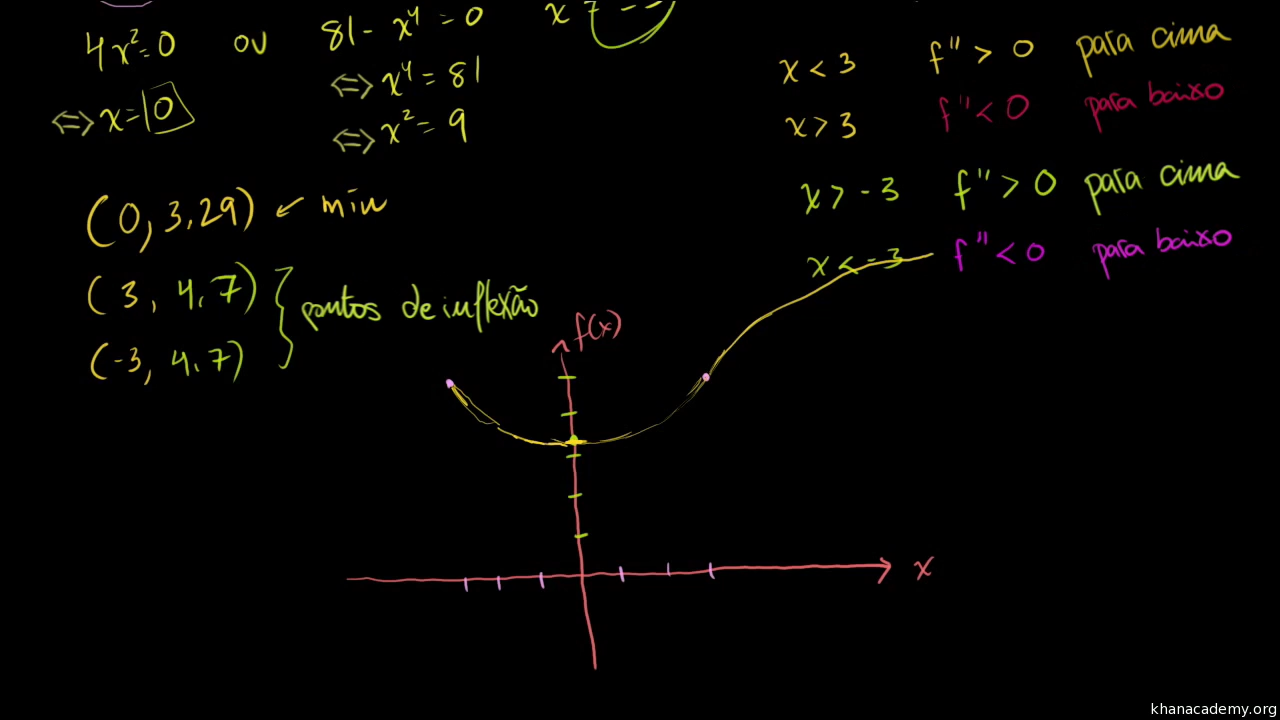 4x² = 0 ou 81 - x⁴ = 0
⇔ x = 0
⇔ x⁴ = 81
⇔ x² = 9
(0, 3.29) ← min
(3, 4.7)
(-3, 4.7)
pontos de inflexão
x < 3 f'' > 0 para cima
x > 3 f'' < 0 para baixo
x > -3 f'' > 0 para cima
x < -3 f'' < 0 para baixo
f(x)
x
khanacademy.org